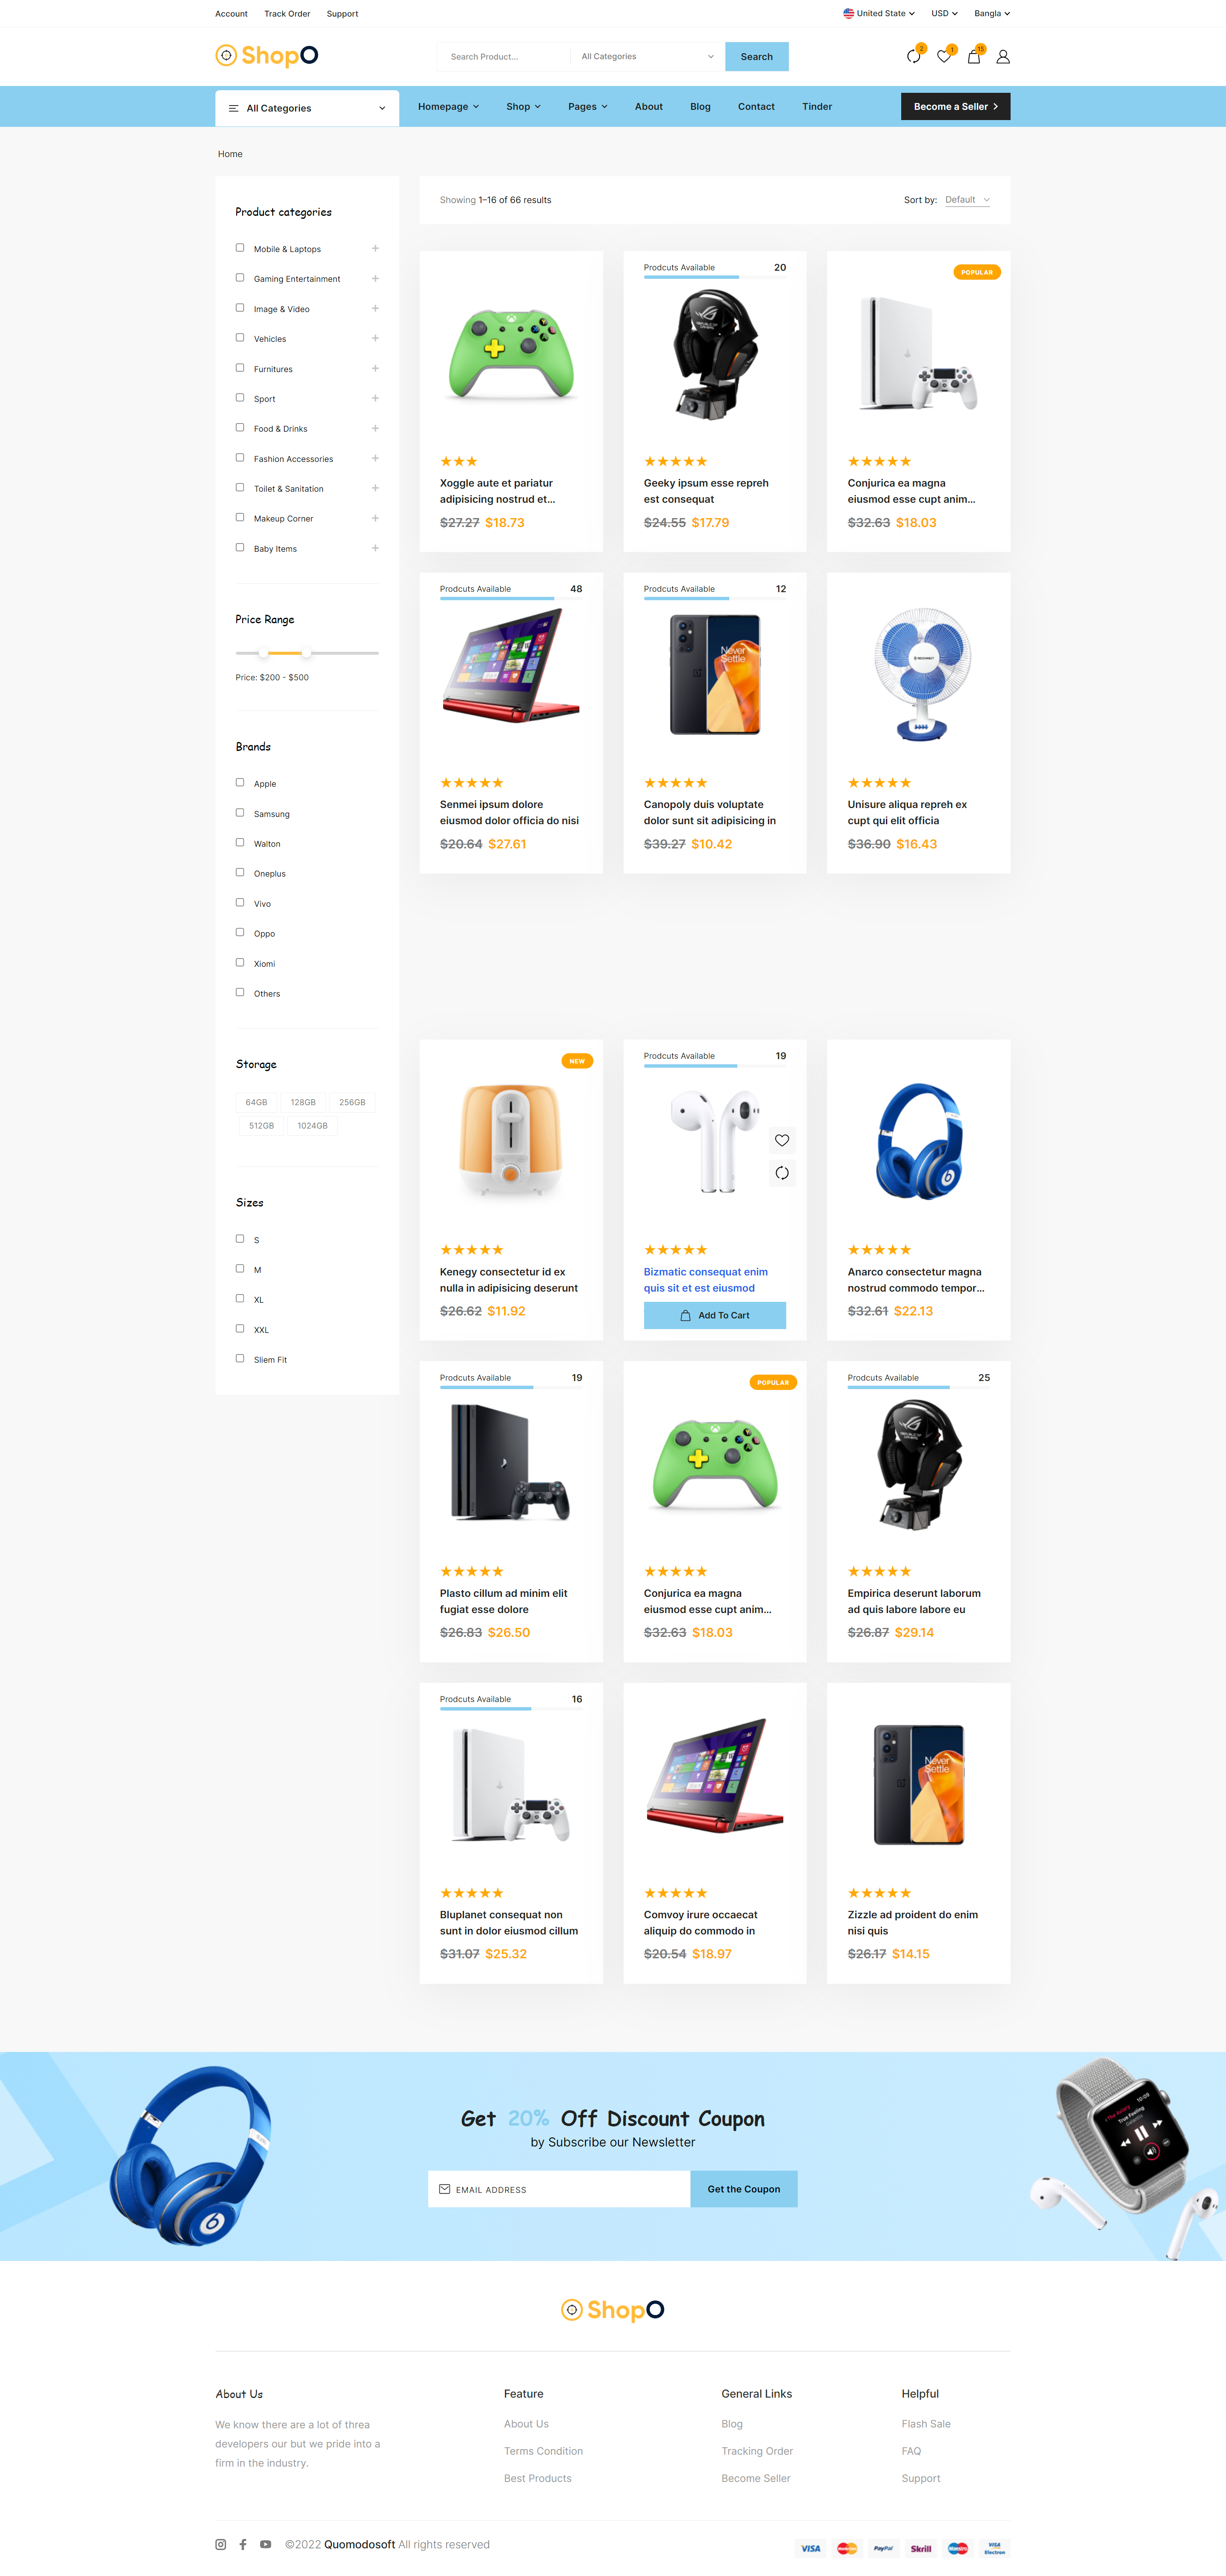 Account Track Order Support
United State USD Bangla
ShopO
Search Product... All Categories Search
2 1 15
All Categories
Homepage Shop Pages About Blog Contact Tinder
Become a Seller
Home
Product categories
Mobile & Laptops
Gaming Entertainment
Image & Video
Vehicles
Furnitures
Sport
Food & Drinks
Fashion Accessories
Toilet & Sanitation
Makeup Corner
Baby Items
Price Range
Price: $200 - $500
Brands
Apple
Samsung
Walton
Oneplus
Vivo
Oppo
Xiomi
Others
Storage
64GB 128GB 256GB
512GB 1024GB
Sizes
S
M
XL
XXL
Sliem Fit
Showing 1–16 of 66 results
Sort by: Default
Xoggle aute et pariatur
adipisicing nostrud et...
$27.27 $18.73
Prodcuts Available 20
Geeky ipsum esse repreh
est consequat
$24.55 $17.79
POPULAR
Conjurica ea magna
eiusmod esse cupt anim...
$32.63 $18.03
Prodcuts Available 48
Senmei ipsum dolore
eiusmod dolor officia do nisi
$20.64 $27.61
Prodcuts Available 12
Never
Settle
Canopoly duis voluptate
dolor sunt sit adipisicing in
$39.27 $10.42
Unisure aliqua repreh ex
cupt qui elit officia
$36.90 $16.43
NEW
Kenegy consectetur id ex
nulla in adipisicing deserunt
$26.62 $11.92
Prodcuts Available 19
Bizmatic consequat enim
quis sit et est eiusmod
Add To Cart
Anarco consectetur magna
nostrud commodo tempor...
$32.61 $22.13
Prodcuts Available 19
Plasto cillum ad minim elit
fugiat esse dolore
$26.83 $26.50
POPULAR
Conjurica ea magna
eiusmod esse cupt anim...
$32.63 $18.03
Prodcuts Available 25
Empirica deserunt laborum
ad quis labore labore eu
$26.87 $29.14
Prodcuts Available 16
Bluplanet consequat non
sunt in dolor eiusmod cillum
$31.07 $25.32
Comvoy irure occaecat
aliquip do commodo in
$20.54 $18.97
Never
Settle
Zizzle ad proident do enim
nisi quis
$26.17 $14.15
Get 20% Off Discount Coupon
by Subscribe our Newsletter
EMAIL ADDRESS Get the Coupon
10:09
True Feeling
ShopO
About Us
We know there are a lot of threa
developers our but we pride into a
firm in the industry.
Feature
About Us
Terms Condition
Best Products
General Links
Blog
Tracking Order
Become Seller
Helpful
Flash Sale
FAQ
Support
©2022 Quomodosoft All rights reserved
VISA PayPal Skrill VISA
Electron